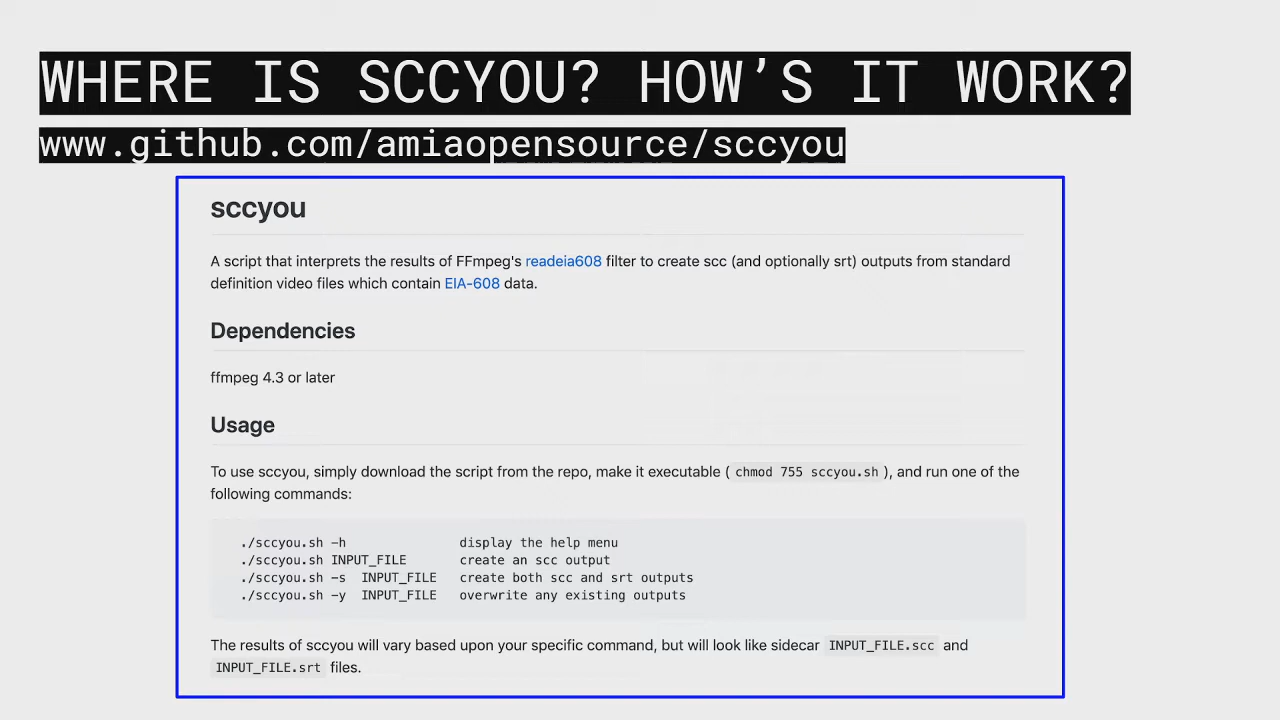 WHERE IS SCCYOU? HOW’S IT WORK?
www.github.com/amiaopensource/sccyou
sccyou
A script that interprets the results of FFmpeg's readeia608 filter to create scc (and optionally srt) outputs from standard
definition video files which contain EIA-608 data.
Dependencies
ffmpeg 4.3 or later
Usage
To use sccyou, simply download the script from the repo, make it executable ( chmod 755 sccyou.sh ), and run one of the
following commands:
./sccyou.sh -h display the help menu
./sccyou.sh INPUT_FILE create an scc output
./sccyou.sh -s INPUT_FILE create both scc and srt outputs
./sccyou.sh -y INPUT_FILE overwrite any existing outputs
The results of sccyou will vary based upon your specific command, but will look like sidecar INPUT_FILE.scc and
INPUT_FILE.srt files.